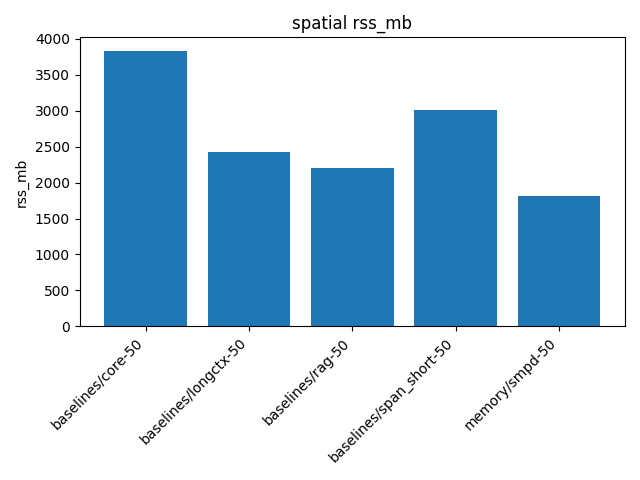 spatial rss_mb
rss_mb
4000
3500
3000
2500
2000
1500
1000
500
0
baselines/core-50
baselines/longctx-50
baselines/rag-50
baselines/span_short-50
memory/smpd-50